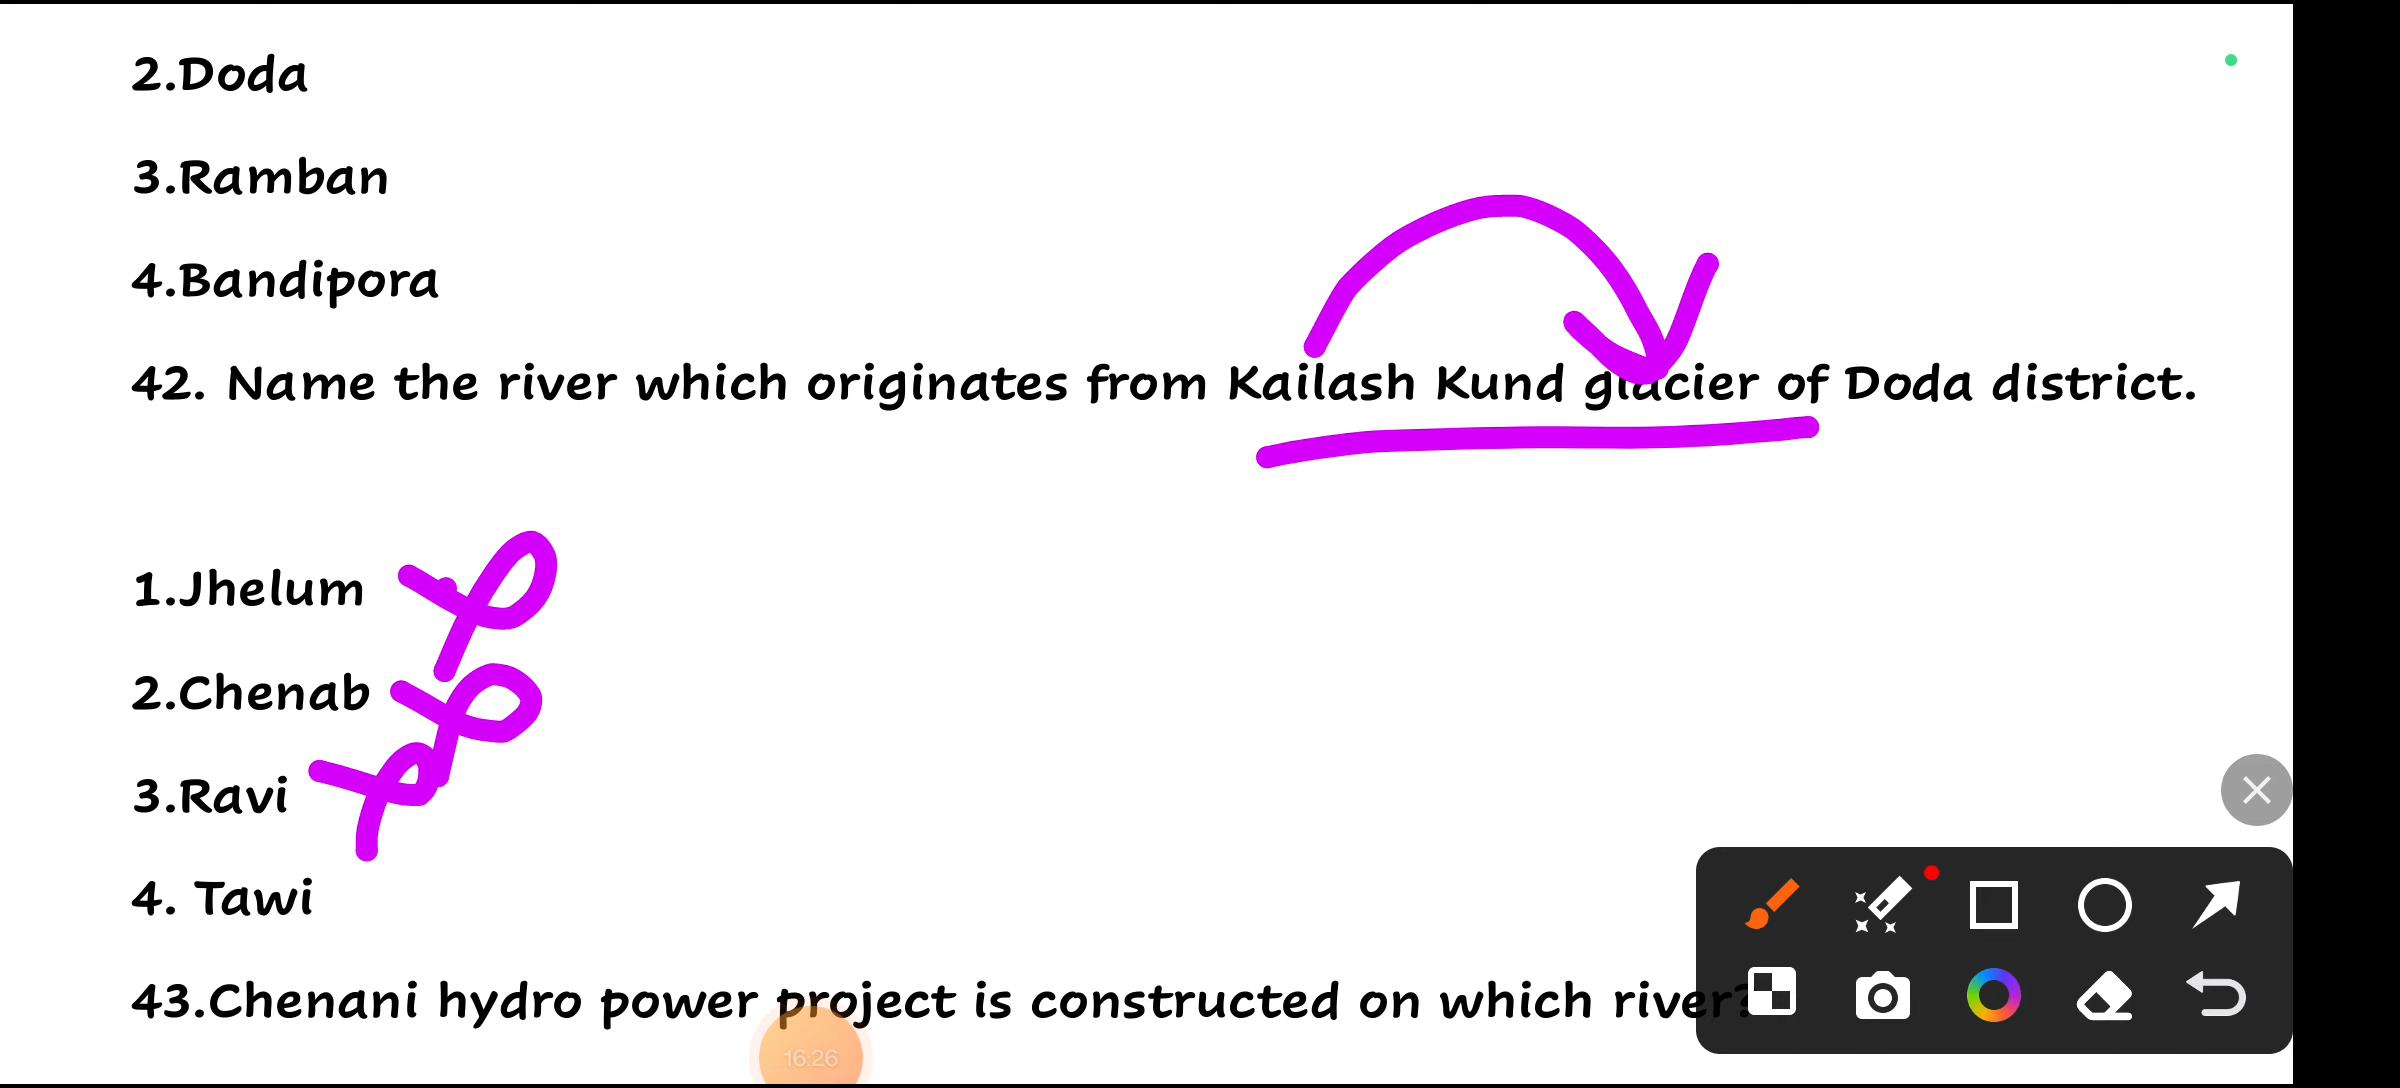 2.Doda
3.Ramban
4.Bandipora
42. Name the river which originates from Kailash Kund glacier of Doda district.
1.Jhelum
2.Chenab
3.Ravi
4. Tawi
43.Chenani hydro power project is constructed on which river?
16:26